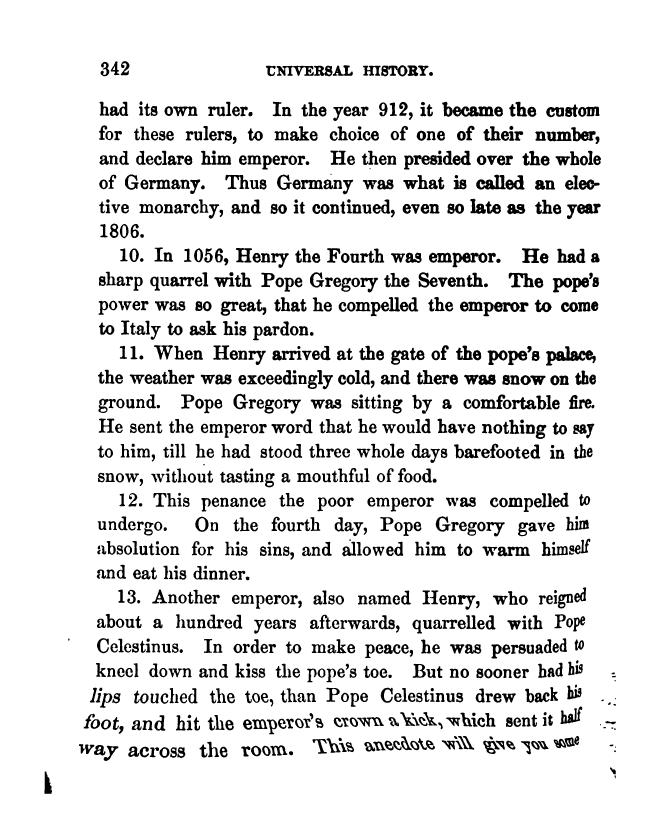 342 UNIVERSAL HISTORY.
had its own ruler. In the year 912, it became the custom
for these rulers, to make choice of one of their number,
and declare him emperor. He then presided over the whole
of Germany. Thus Germany was what is called an elec-
tive monarchy, and so it continued, even so late as the year
1806.
10. In 1056, Henry the Fourth was emperor. He had a
sharp quarrel with Pope Gregory the Seventh. The pope's
power was so great, that he compelled the emperor to come
to Italy to ask his pardon.
11. When Henry arrived at the gate of the pope's palace,
the weather was exceedingly cold, and there was snow on the
ground. Pope Gregory was sitting by a comfortable fire.
He sent the emperor word that he would have nothing to say
to him, till he had stood three whole days barefooted in the
snow, without tasting a mouthful of food.
12. This penance the poor emperor was compelled to
undergo. On the fourth day, Pope Gregory gave him
absolution for his sins, and allowed him to warm himself
and eat his dinner.
13. Another emperor, also named Henry, who reigned
about a hundred years afterwards, quarrelled with Pope
Celestinus. In order to make peace, he was persuaded to
kneel down and kiss the pope's toe. But no sooner had his
lips touched the toe, than Pope Celestinus drew back his
foot, and hit the emperor's crown a kick, which sent it half
way across the room. This anecdote will give you some